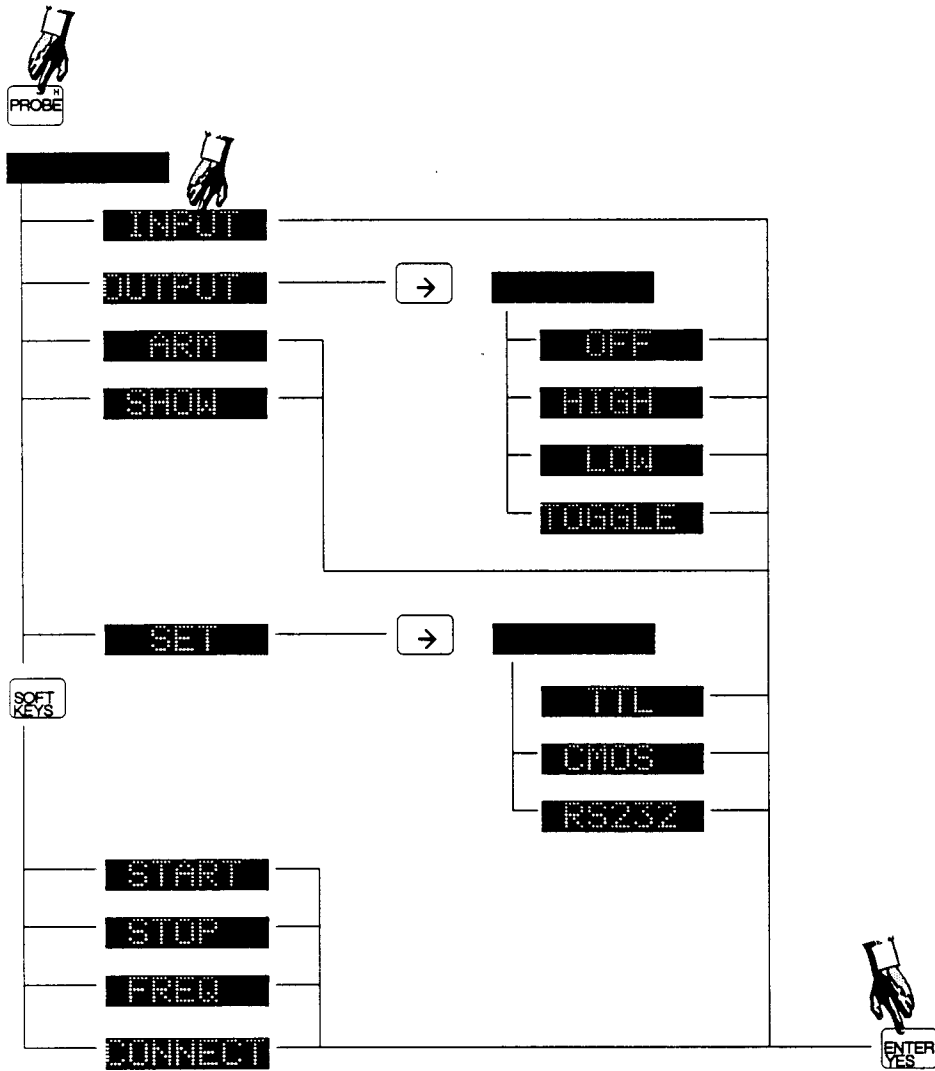 H
PROBE
INPUT
OUTPUT
→
ARM
OFF
SHOW
HIGH
LOW
TOGGLE
SET
→
SOFT
KEYS
TTL
CMOS
RS232
START
STOP
FREQ
CONNECT
ENTER
YES